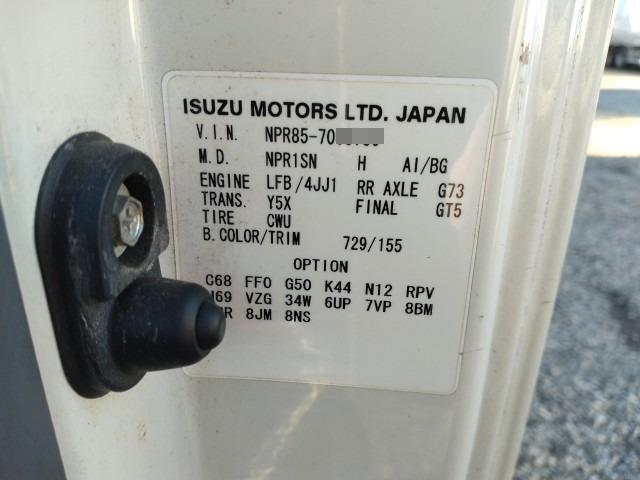 ISUZU MOTORS LTD. JAPAN
V.I.N. NPR85-70
M.D. NPR1SN H AI/BG
ENGINE LFB/4JJ1 RR AXLE G73
TRANS. Y5X FINAL GT5
TIRE CWU
B.COLOR/TRIM 729/155
OPTION
C68 FF0 G50 K44 N12 RPV
VZG 34W 6UP 7VP 8BM
8JM 8NS